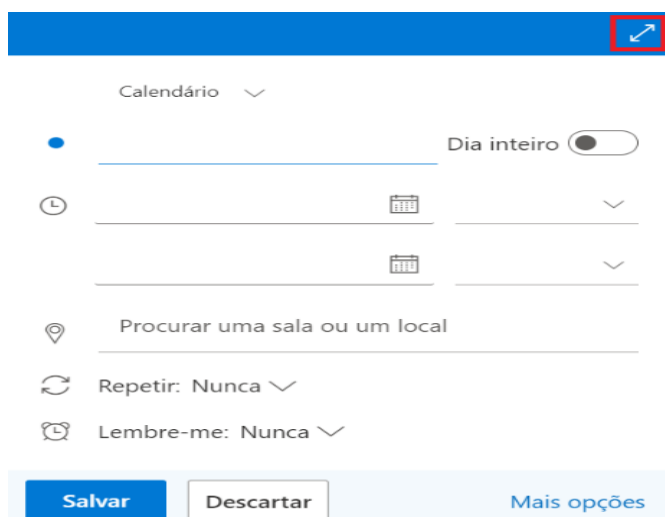 Calendário
Dia inteiro
Procurar uma sala ou um local
Repetir: Nunca
Lembre-me: Nunca
Salvar Descartar Mais opções